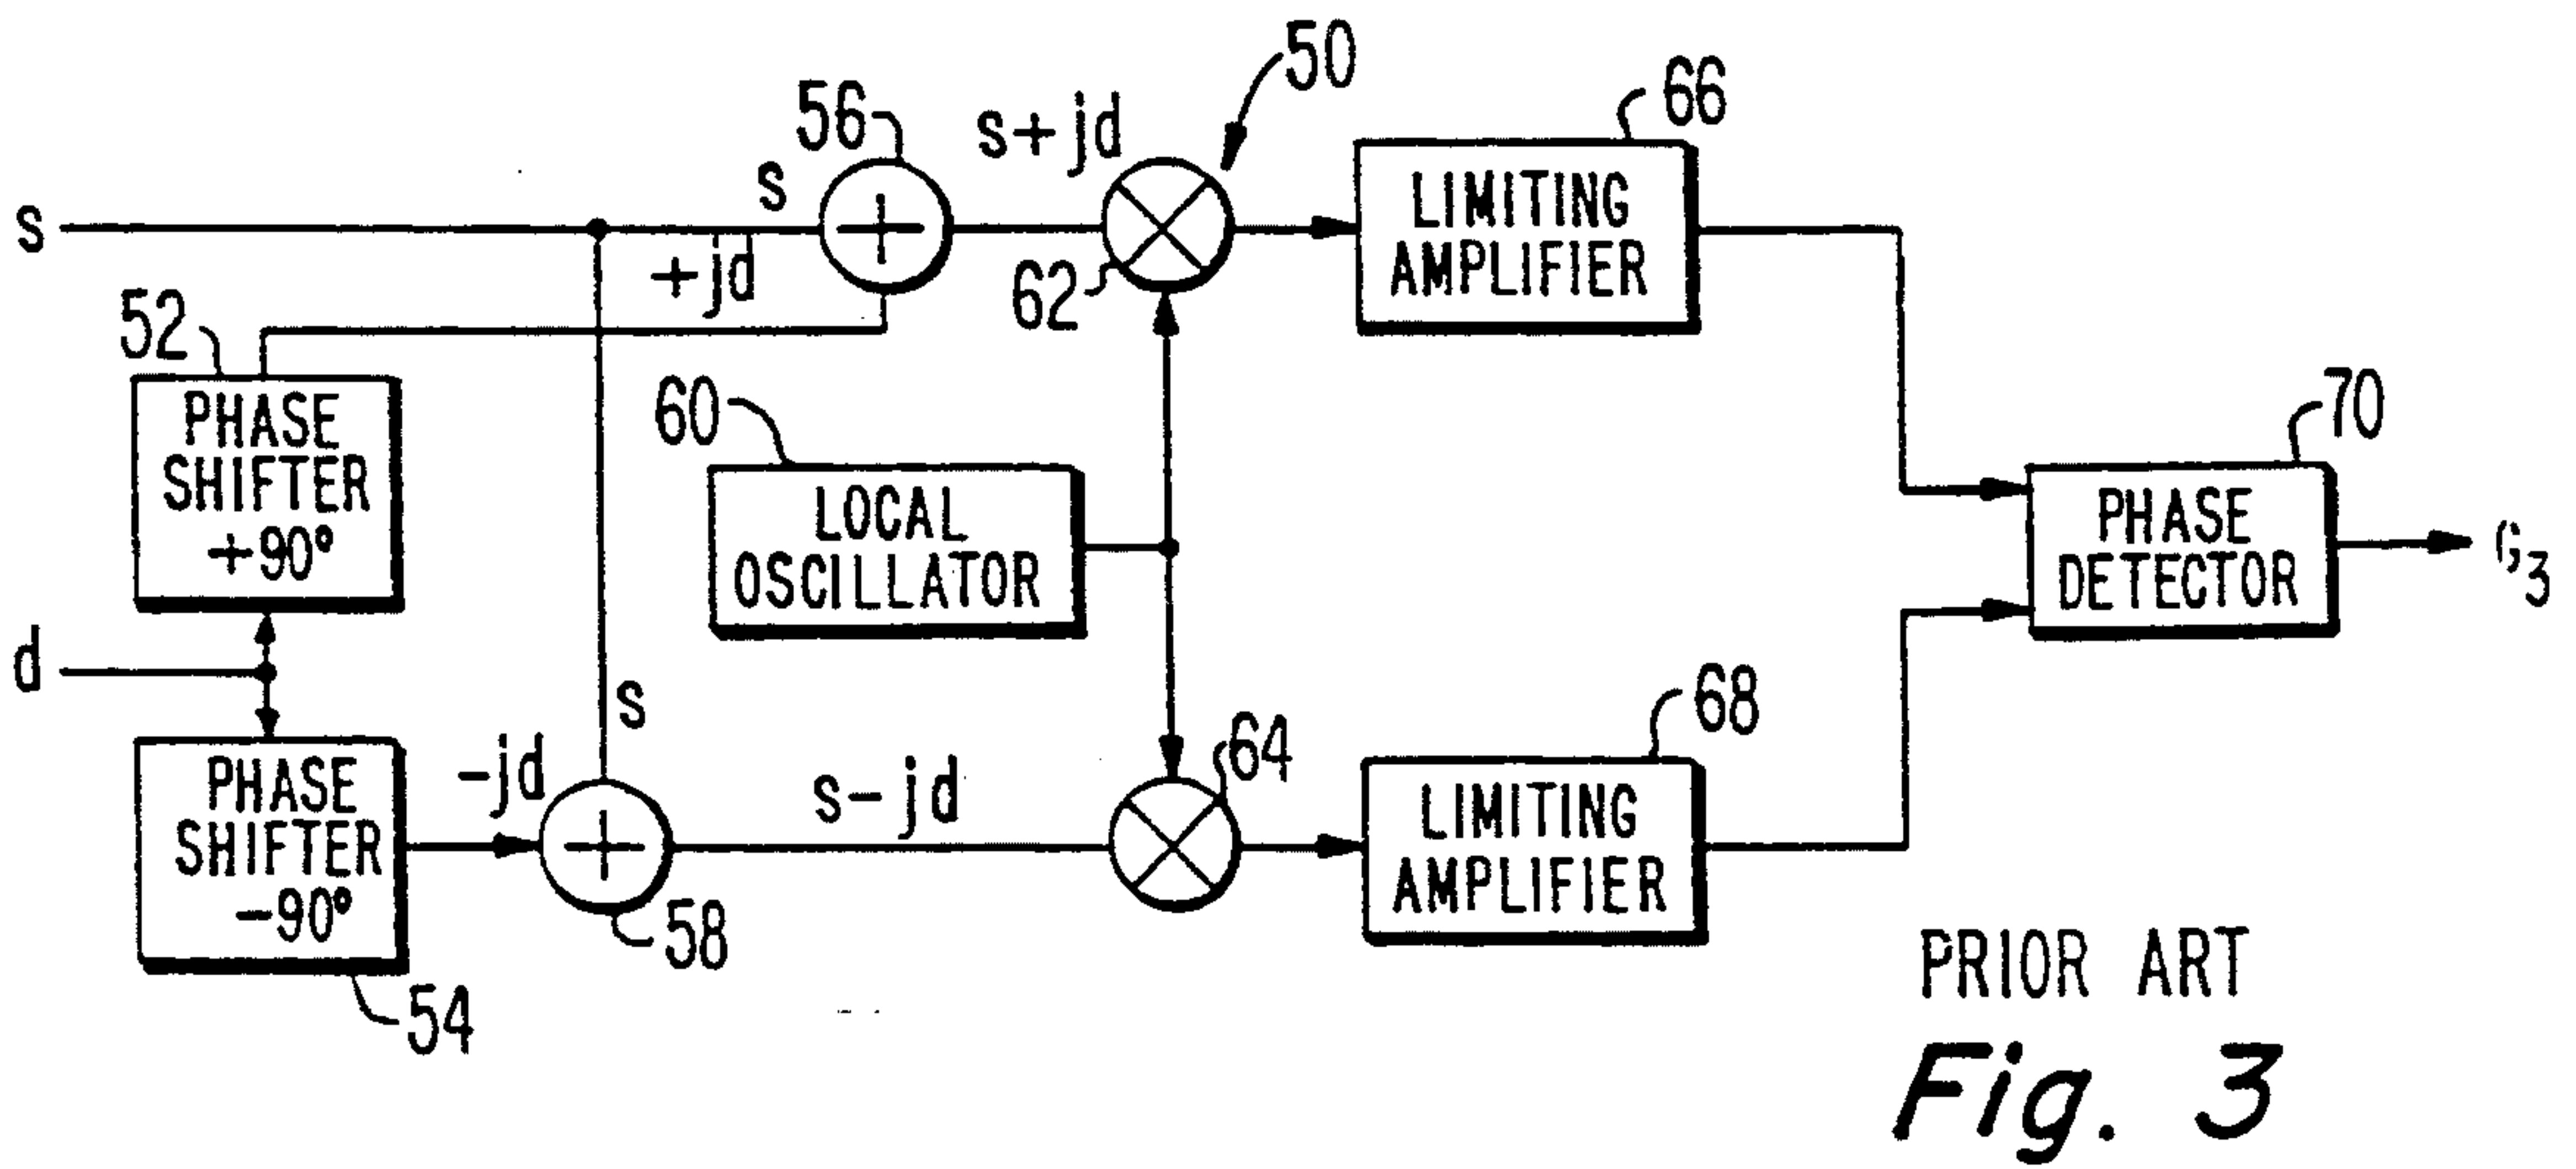 50
66
56
s+jd
s
s
+jd
62
LIMITING
AMPLIFIER
52
PHASE
SHIFTER
+90°
60
LOCAL
OSCILLATOR
70
PHASE
DETECTOR
d
s
-jd
s-jd
64
68
PHASE
SHIFTER
-90°
58
54
LIMITING
AMPLIFIER
PRIOR ART
Fig. 3